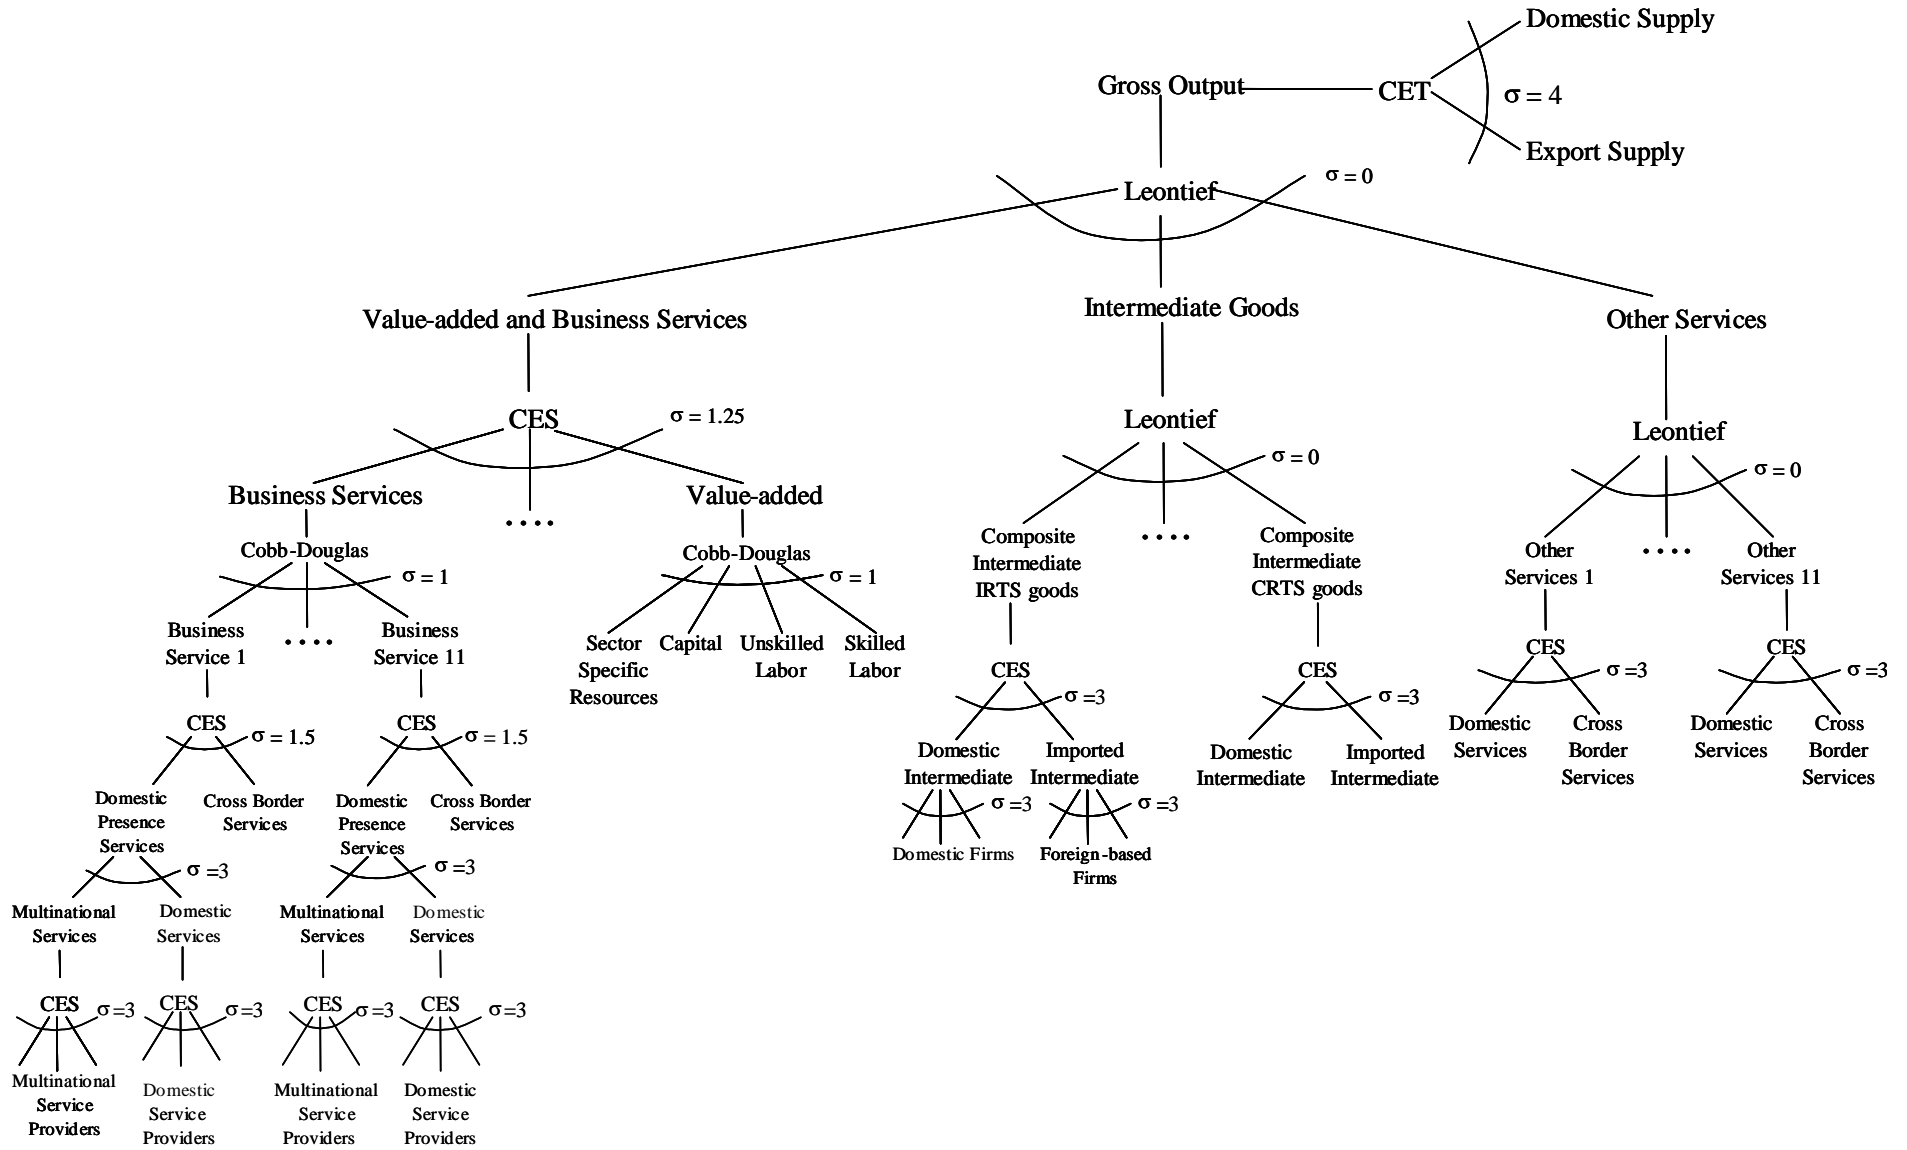 Domestic Supply
Gross Output
CET
σ = 4
Export Supply
Leontief
σ = 0
Value-added and Business Services
Intermediate Goods
Other Services
CES
σ = 1.25
Leontief
σ = 0
Leontief
σ = 0
Business Services
....
Value-added
Cobb-Douglas
σ = 1
Cobb-Douglas
σ = 1
Business
Service 1
....
Business
Service 11
Sector
Specific
Resources
Capital
Unskilled
Labor
Skilled
Labor
Composite
Intermediate
IRTS goods
....
Composite
Intermediate
CRTS goods
Other
Services 1
....
Other
Services 11
CES
σ = 1.5
CES
σ = 1.5
CES
σ =3
CES
σ =3
CES
σ =3
CES
σ =3
Domestic
Presence
Services
Cross Border
Services
Domestic
Presence
Services
Cross Border
Services
Domestic
Intermediate
Imported
Intermediate
Domestic
Intermediate
Imported
Intermediate
Domestic
Services
Cross
Border
Services
Domestic
Services
Cross
Border
Services
σ =3
σ =3
σ =3
σ =3
Domestic Firms
Foreign-based
Firms
Multinational
Services
Domestic
Services
Multinational
Services
Domestic
Services
CES
σ =3
CES
σ =3
CES
σ =3
CES
σ =3
Multinational
Service
Providers
Domestic
Service
Providers
Multinational
Service
Providers
Domestic
Service
Providers